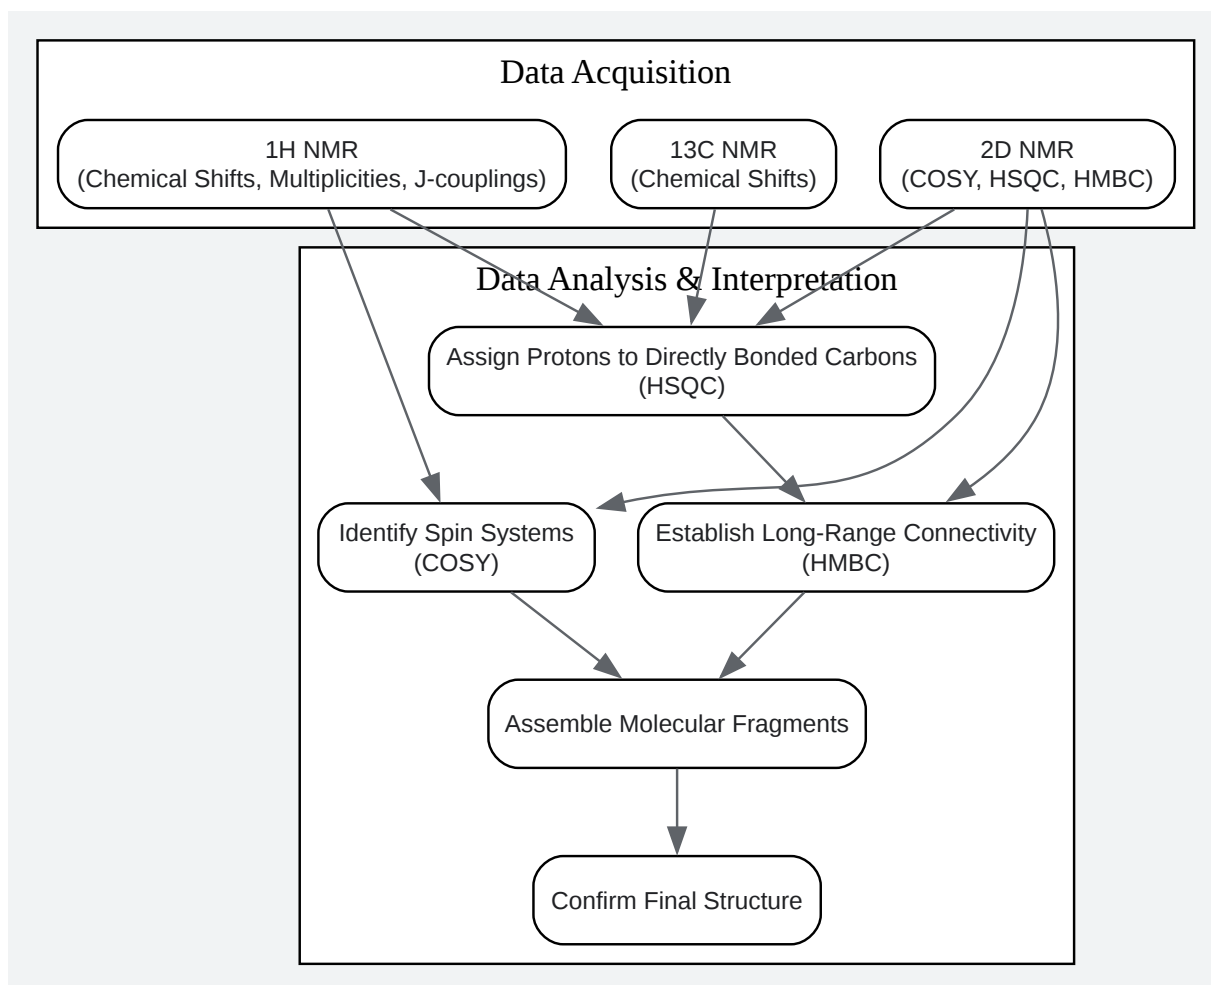 Data Acquisition
1H NMR
(Chemical Shifts, Multiplicities, J-couplings)
13C NMR
(Chemical Shifts)
2D NMR
(COSY, HSQC, HMBC)
Data Analysis & Interpretation
Assign Protons to Directly Bonded Carbons
(HSQC)
Identify Spin Systems
(COSY)
Establish Long-Range Connectivity
(HMBC)
Assemble Molecular Fragments
Confirm Final Structure